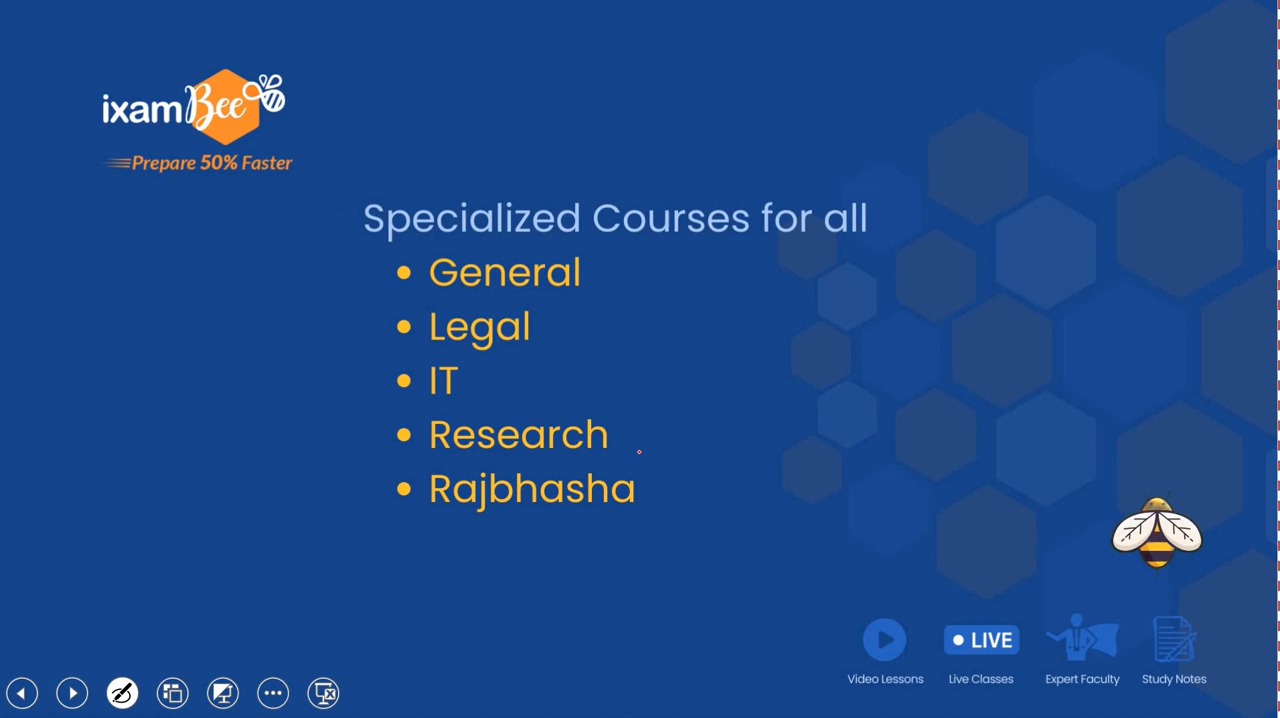 ixamBee
Prepare 50% Faster
Specialized Courses for all
• General
• Legal
• IT
• Research
• Rajbhasha
LIVE
Video Lessons
Live Classes
Expert Faculty
Study Notes